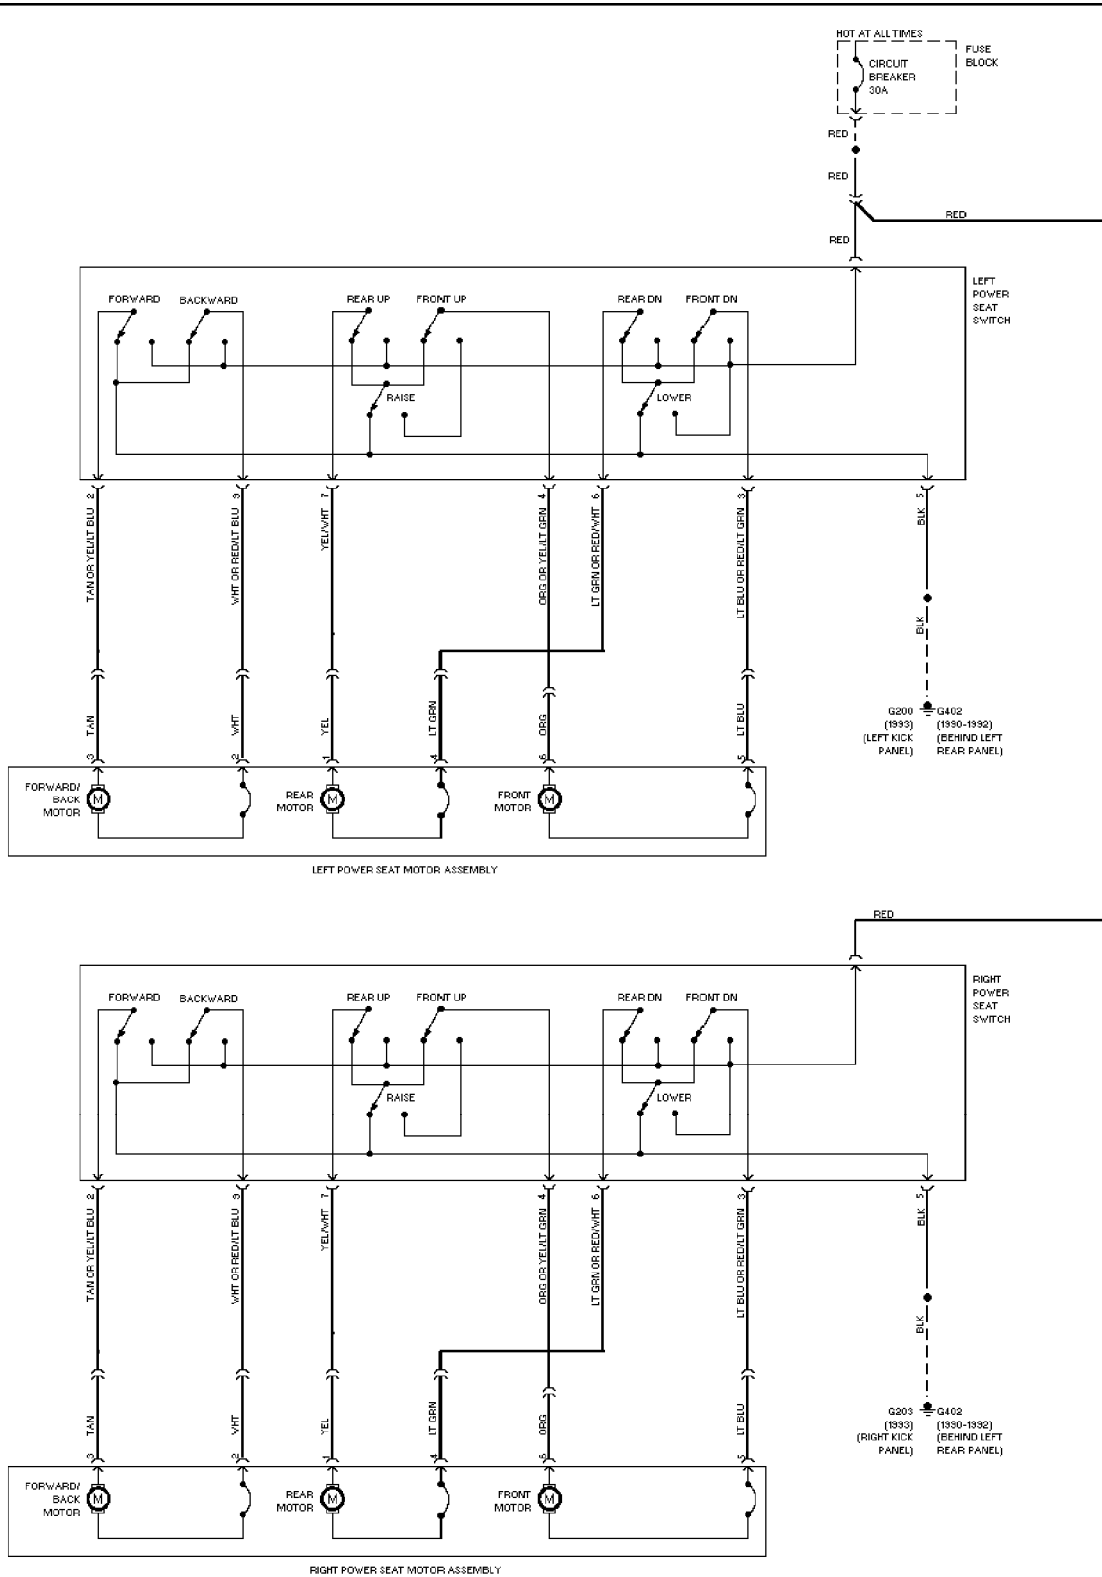 HOT AT ALL TIMES
FUSE
BLOCK
CIRCUIT
BREAKER
30A
RED
RED
RED
RED
LEFT
POWER
SEAT
SWITCH
FORWARD
BACKWARD
REAR UP
FRONT UP
REAR DN
FRONT DN
RAISE
LOWER
2
TAN OR YEL/LT BLU
WHT OR RED/LT BLU
7
YEL/WHT
4
ORG OR YEL/LT GRN
6
LT GRN OR RED/WHT
3
LT BLU OR RED/LT GRN
5
BLK
BLK
TAN
WHT
YEL
LT GRN
ORG
LT BLU
3
2
1
4
5
G200
(1993)
(LEFT KICK
PANEL)
G402
(1990-1992)
(BEHIND LEFT
REAR PANEL)
FORWARD/
BACK
MOTOR
M
REAR
MOTOR
M
FRONT
MOTOR
M
LEFT POWER SEAT MOTOR ASSEMBLY
RED
RIGHT
POWER
SEAT
SWITCH
FORWARD
BACKWARD
REAR UP
FRONT UP
REAR DN
FRONT DN
RAISE
LOWER
2
TAN OR YEL/LT BLU
WHT OR RED/LT BLU
7
YEL/WHT
4
ORG OR YEL/LT GRN
6
LT GRN OR RED/WHT
3
LT BLU OR RED/LT GRN
5
BLK
BLK
TAN
WHT
YEL
LT GRN
ORG
LT BLU
3
2
1
4
5
G203
(1993)
(RIGHT KICK
PANEL)
G402
(1990-1992)
(BEHIND LEFT
REAR PANEL)
FORWARD/
BACK
MOTOR
M
REAR
MOTOR
M
FRONT
MOTOR
M
RIGHT POWER SEAT MOTOR ASSEMBLY